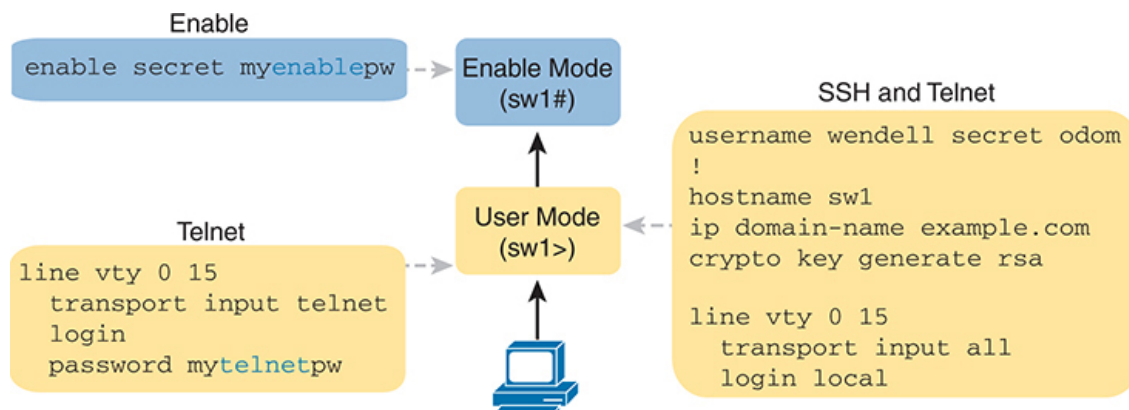 Enable
enable secret myenablepw
Enable Mode
(sw1#)
SSH and Telnet
username wendell secret odom
!
hostname sw1
ip domain-name example.com
crypto key generate rsa
line vty 0 15
transport input all
login local
User Mode
(sw1>)
Telnet
line vty 0 15
transport input telnet
login
password mytelnetpw